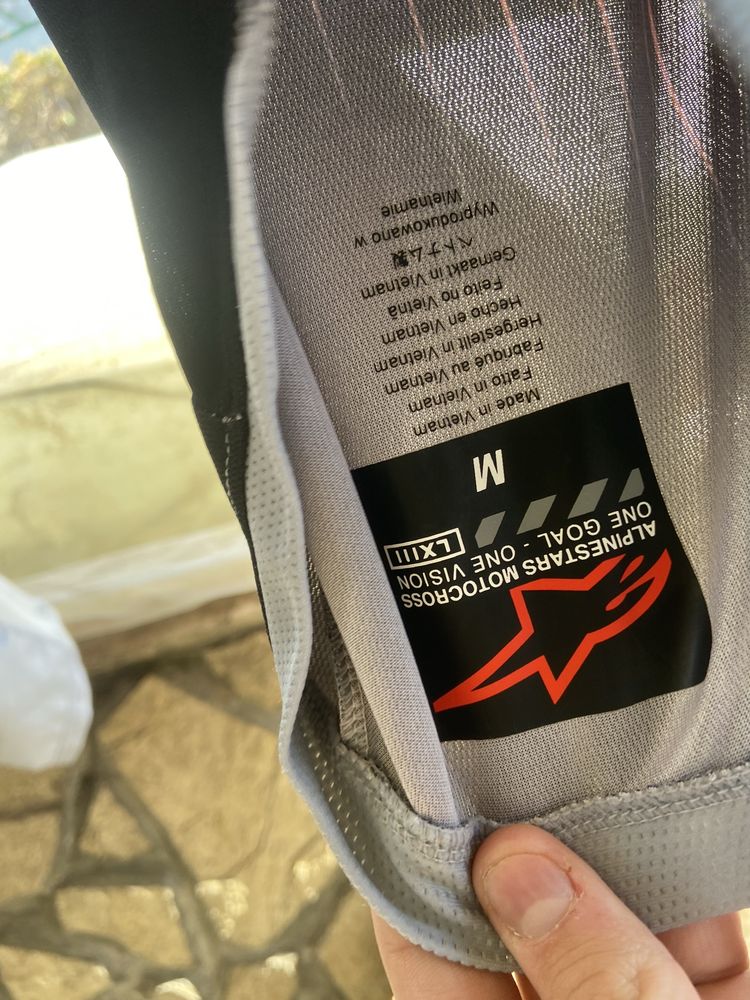 ALPINESTARS MOTOCROSS
ONE GOAL - ONE VISION
LXIII
M
Made in Vietnam
Fatto in Vietnam
Fabriqué au Vietnam
Hergestellt in Vietnam
Hecho en Vietnam
Feito no Vietnã
Gemaakt in Vietnam
ベトナム製
Wyprodukowano w
Wietnamie